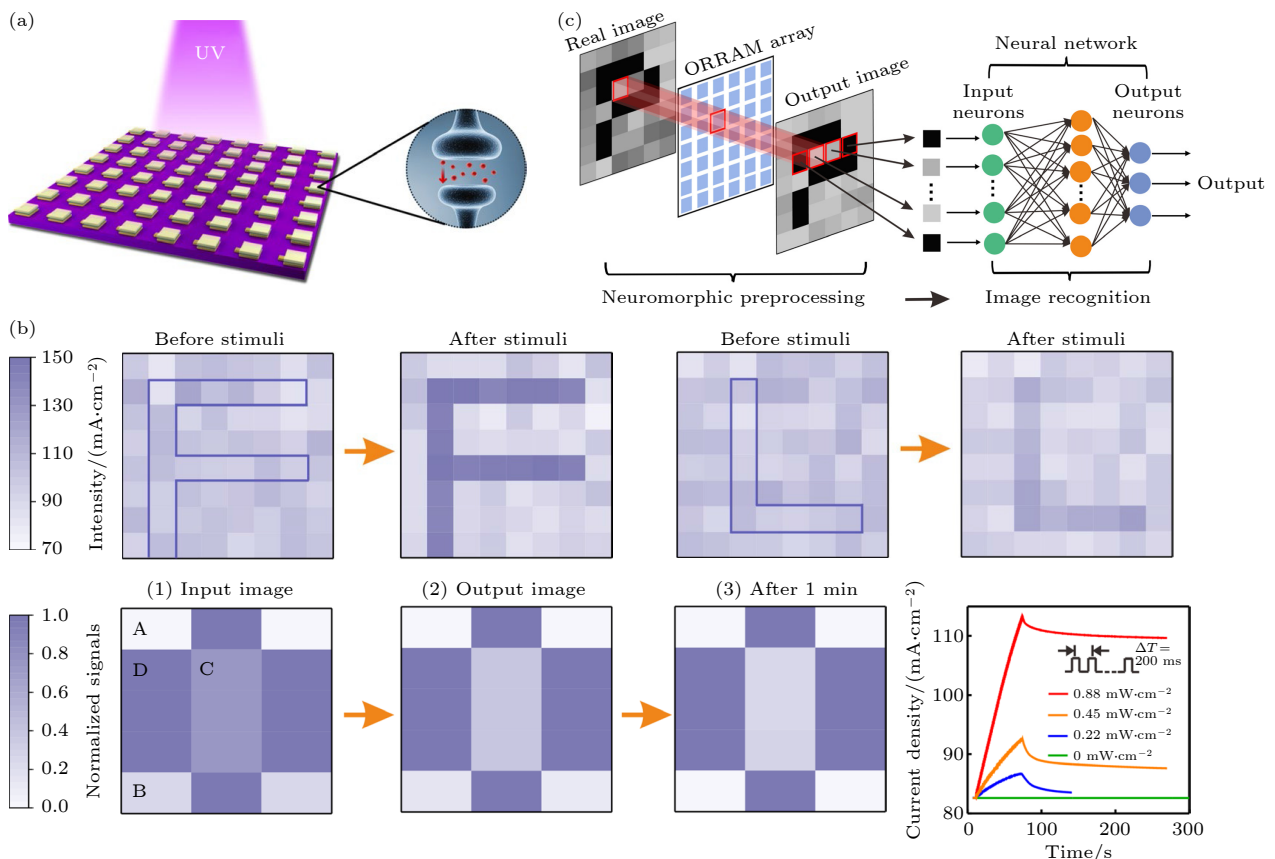 (a)
UV
(c)
Real image
ORRAM array
Output image
Neural network
Input
neurons
Output
neurons
Output
Neuromorphic preprocessing
Image recognition
(b)
Before stimuli
After stimuli
Before stimuli
After stimuli
150
130
110
90
70
Intensity/(mA·cm−2)
(1) Input image
(2) Output image
(3) After 1 min
1.0
0.8
0.6
0.4
0.2
0.0
Normalized signals
A
D
C
B
Current density/(mA·cm−2)
110
100
90
80
ΔT=
200 ms
0.88 mW·cm−2
0.45 mW·cm−2
0.22 mW·cm−2
0 mW·cm−2
0
100
200
300
Time/s